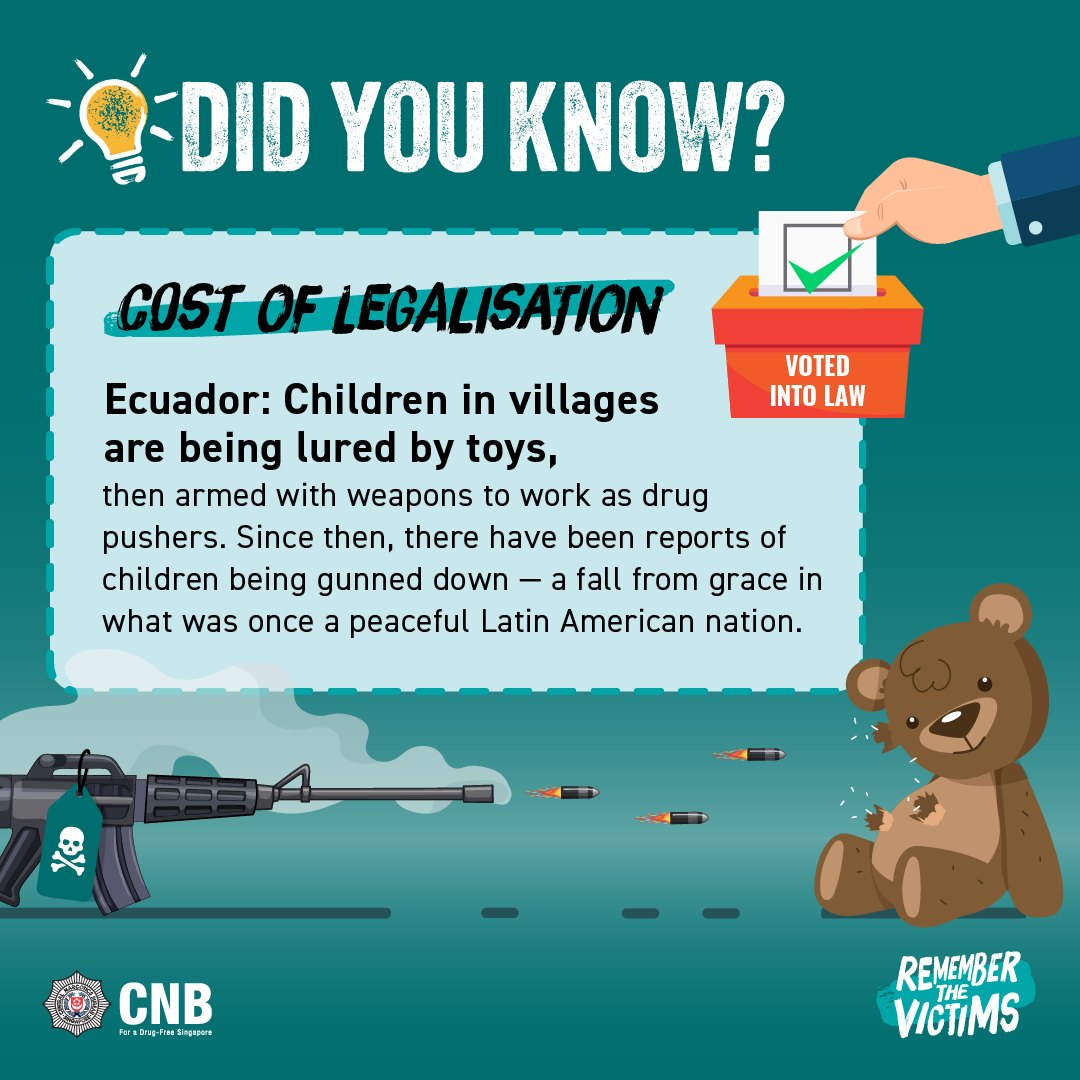 DID YOU KNOW?
VOTED
INTO LAW
COST OF LEGALISATION
Ecuador: Children in villages
are being lured by toys,
then armed with weapons to work as drug
pushers. Since then, there have been reports of
children being gunned down — a fall from grace in
what was once a peaceful Latin American nation.
CNB
For a Drug-Free Singapore
REMEMBER
THE
VICTIMS